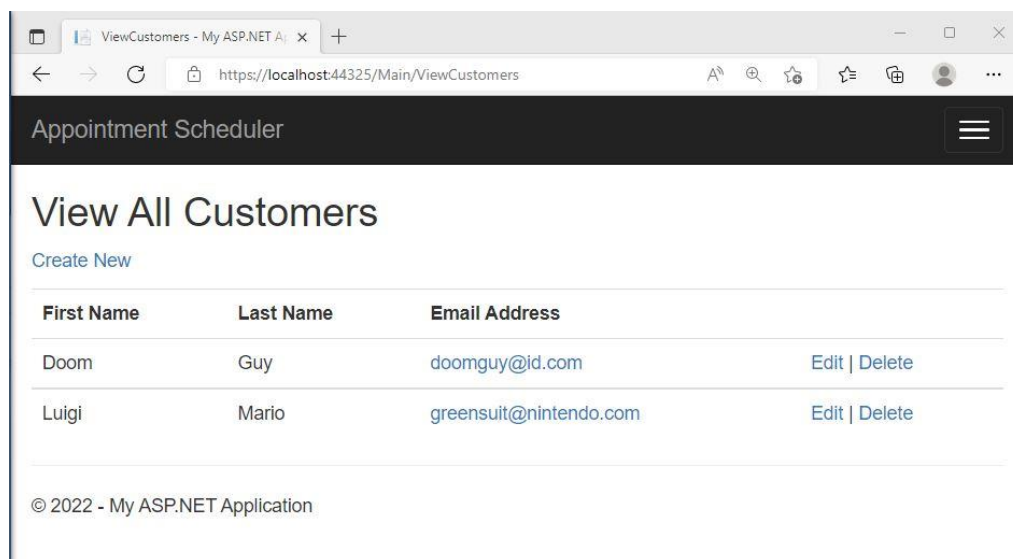 ViewCustomers - My ASP.NET A
https://localhost:44325/Main/ViewCustomers
Appointment Scheduler
View All Customers
Create New
First Name Last Name Email Address
Doom Guy doomguy@id.com Edit | Delete
Luigi Mario greensuit@nintendo.com Edit | Delete
© 2022 - My ASP.NET Application